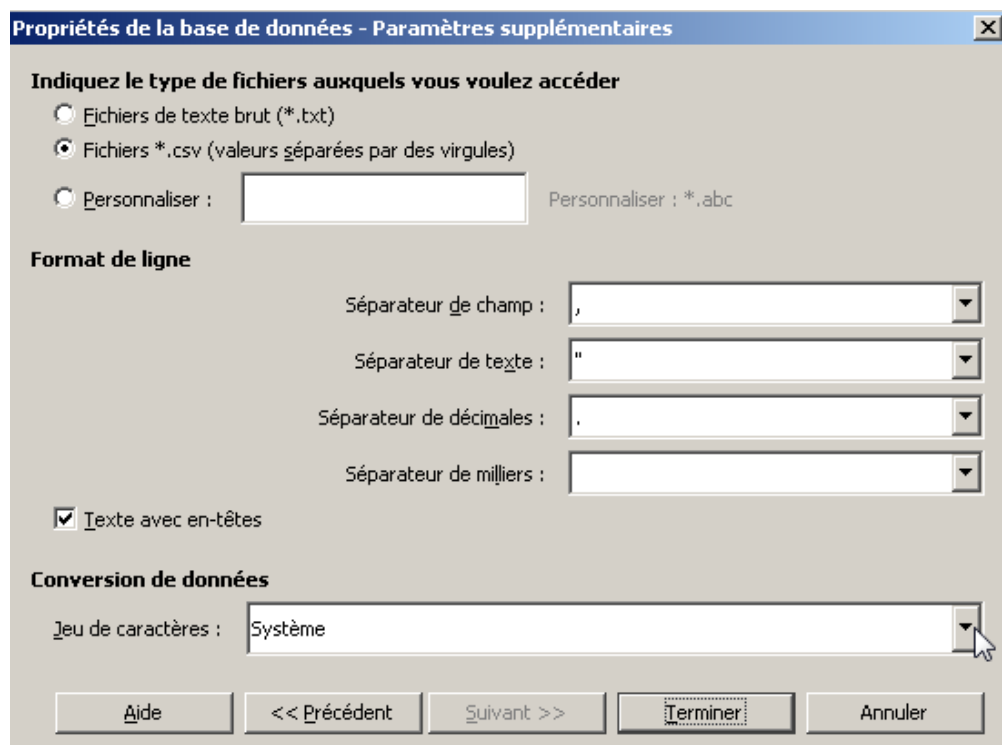 Propriétés de la base de données - Paramètres supplémentaires
Indiquez le type de fichiers auxquels vous voulez accéder
Fichiers de texte brut (*.txt)
Fichiers *.csv (valeurs séparées par des virgules)
Personnaliser : Personnaliser : *.abc
Format de ligne
Séparateur de champ : ,
Séparateur de texte : "
Séparateur de décimales : .
Séparateur de milliers :
Texte avec en-têtes
Conversion de données
Jeu de caractères : Système
Aide << Précédent Suivant >> Terminer Annuler